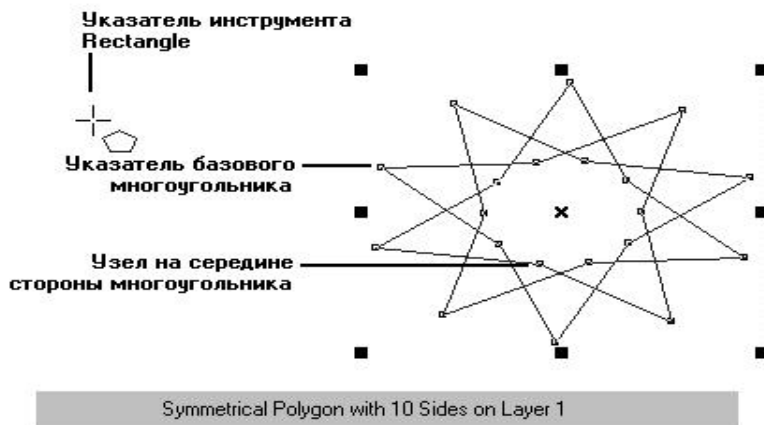 Указатель инструмента
Rectangle
Указатель базового
многоугольника
Узел на середине
стороны многоугольника
Symmetrical Polygon with 10 Sides on Layer 1